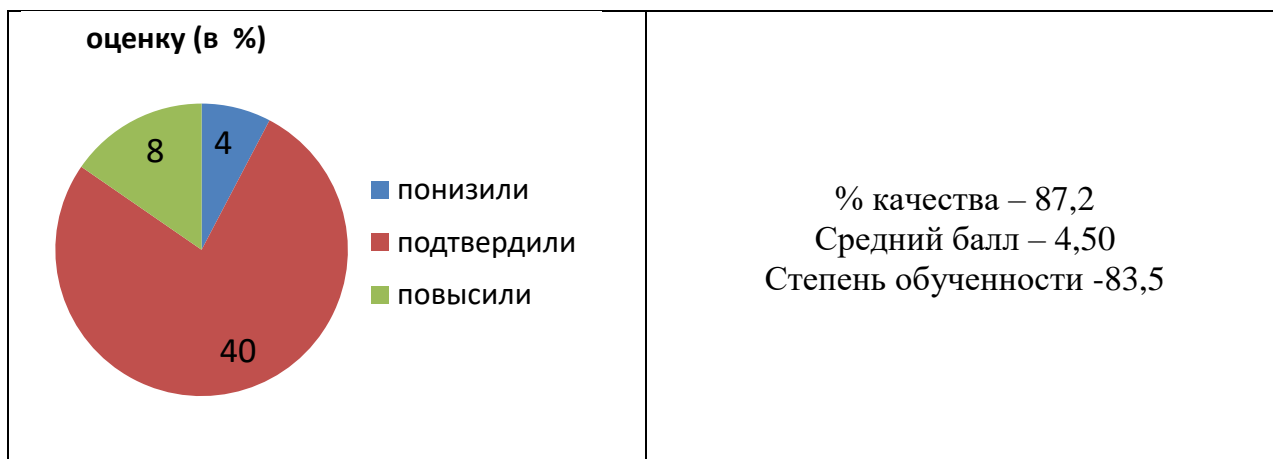 оценку (в %)
8
4
40
понизили
подтвердили
повысили
% качества – 87,2
Средний балл – 4,50
Степень обученности -83,5